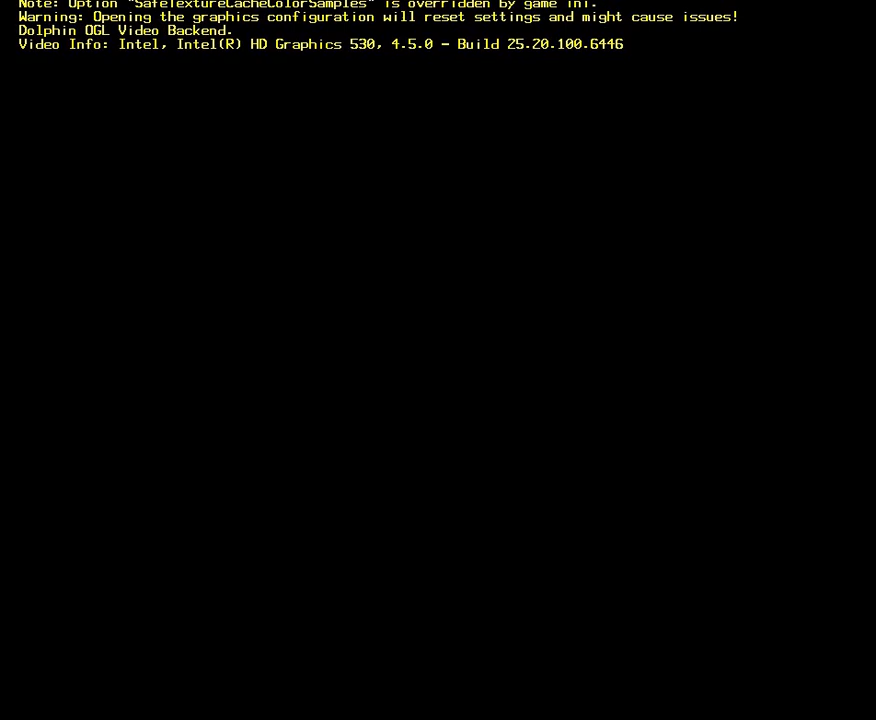 Note: Option "SafeTextureCacheColorSamples" is overridden by game ini.
Warning: Opening the graphics configuration will reset settings and might cause issues!
Dolphin OGL Video Backend.
Video Info: Intel, Intel(R) HD Graphics 530, 4.5.0 - Build 25.20.100.6446